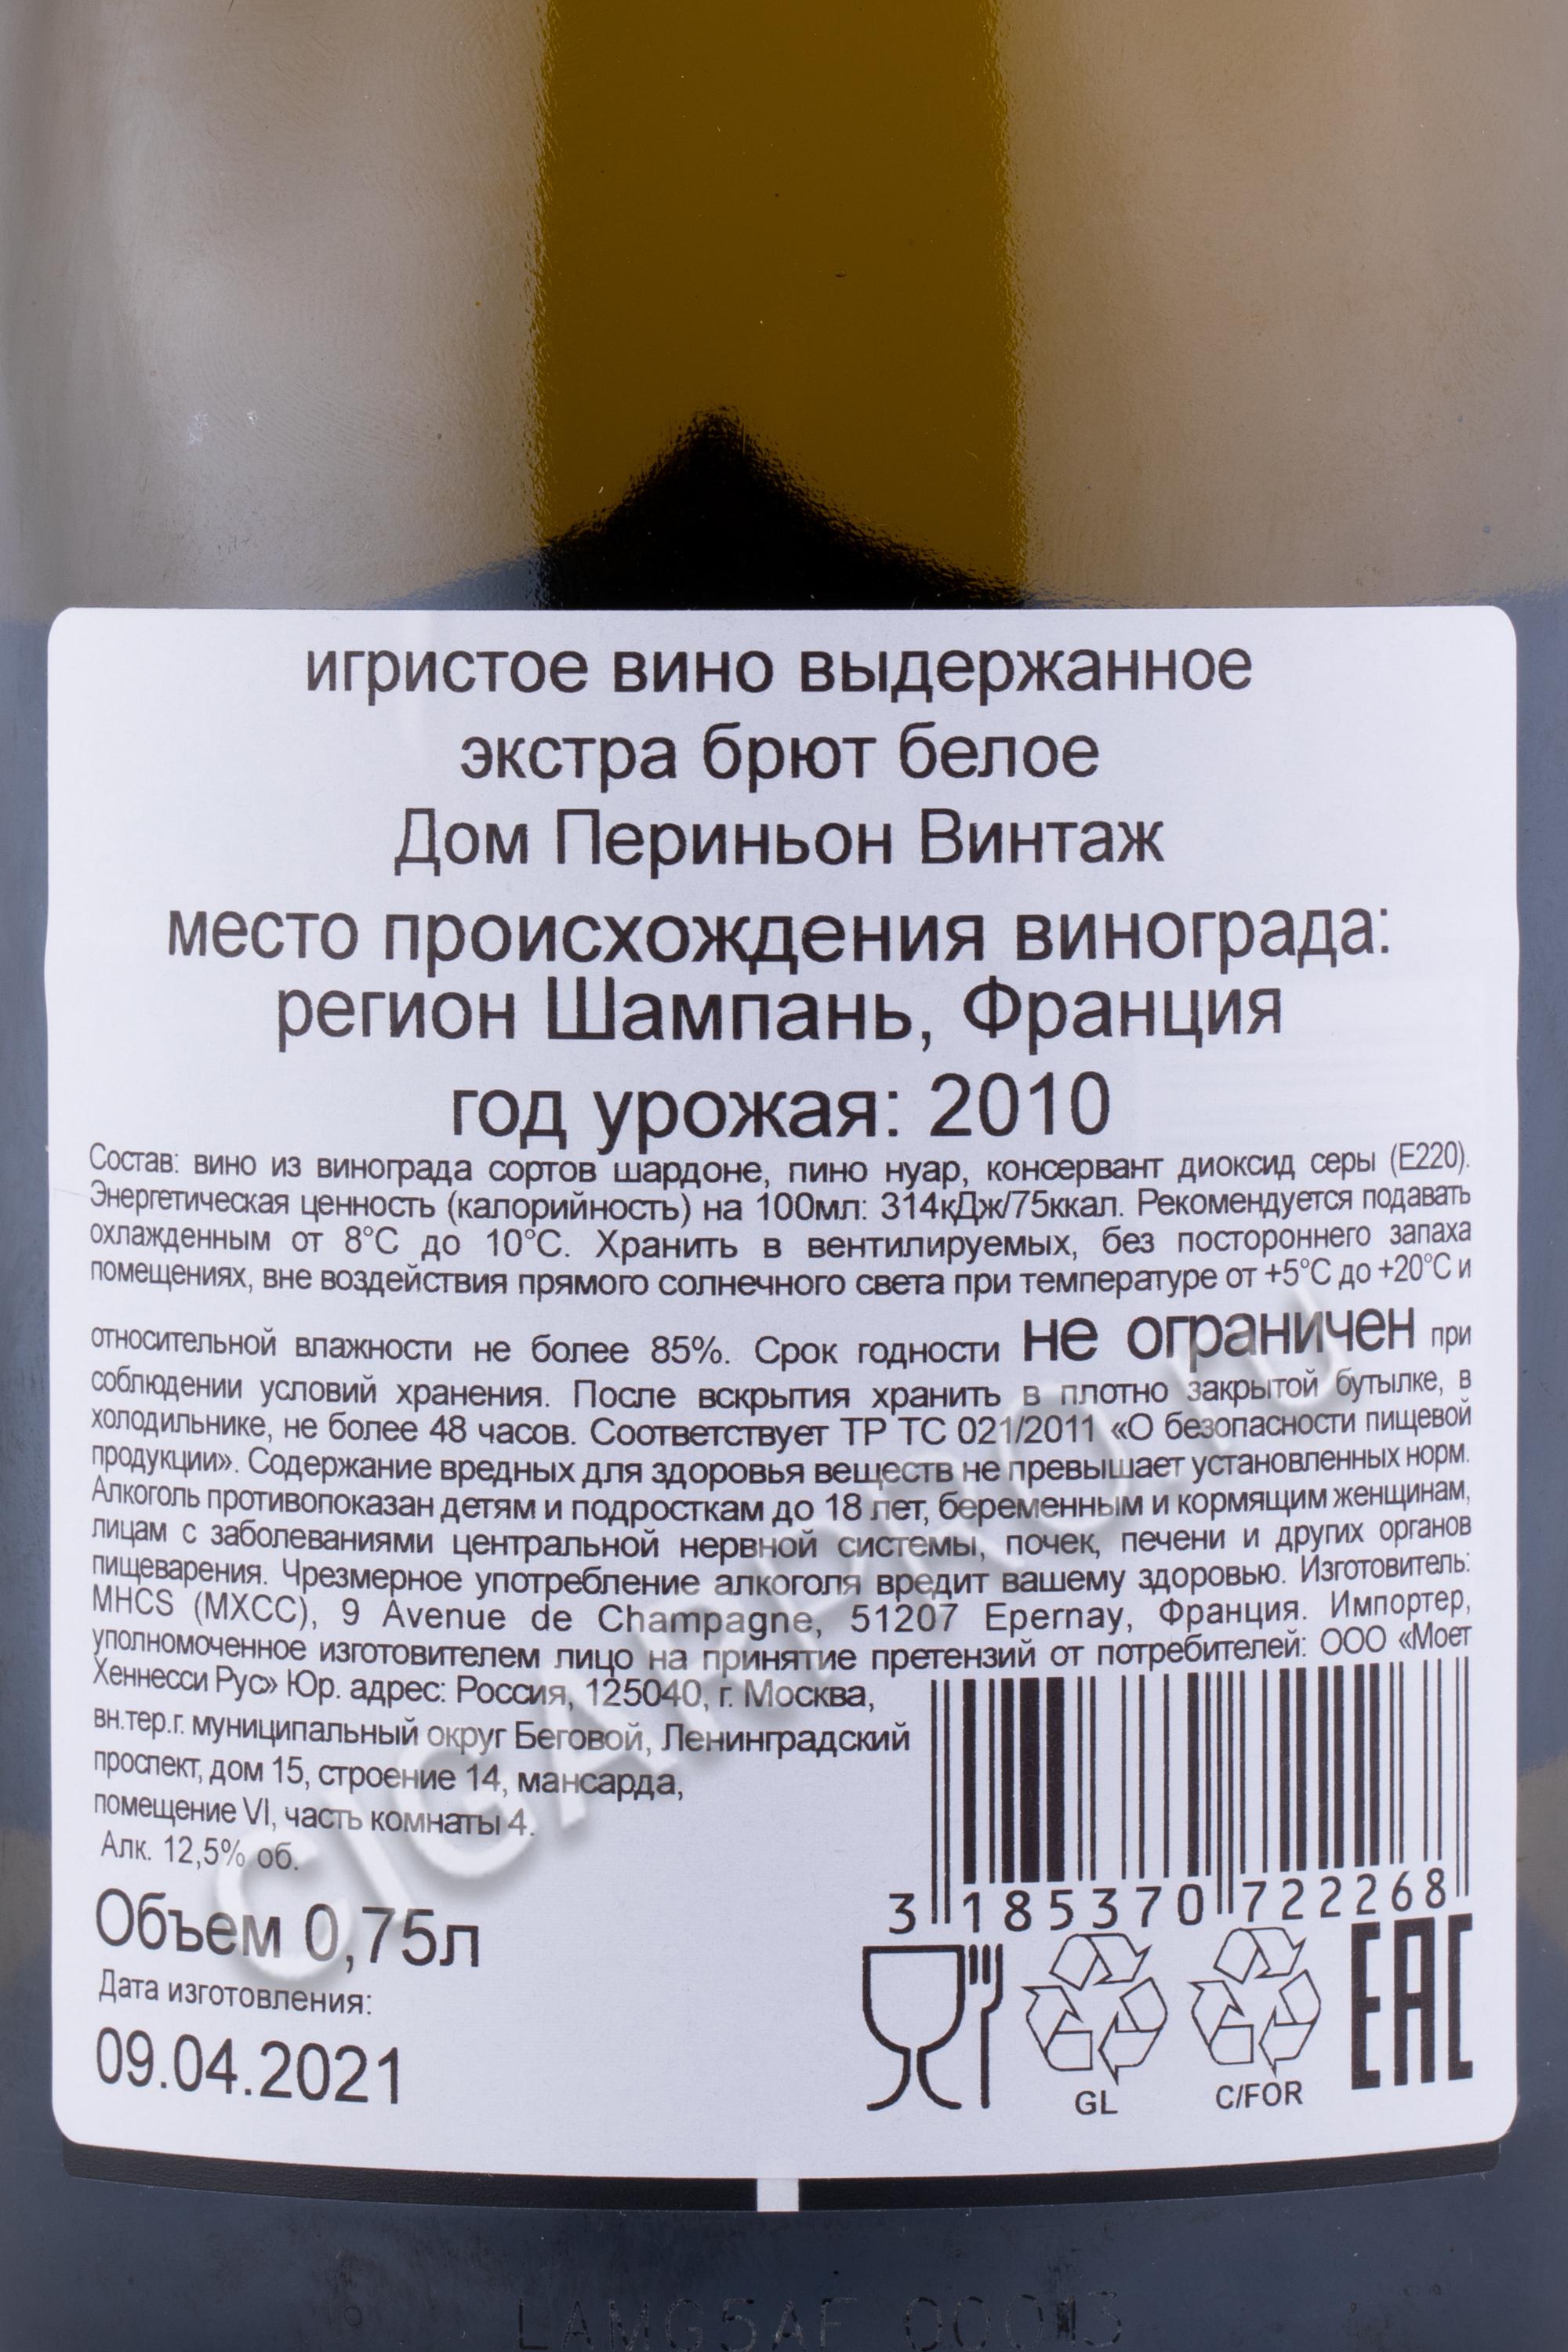 игристое вино выдержанное
экстра брют белое
Дом Периньон Винтаж
место происхождения винограда:
регион Шампань, Франция
год урожая: 2010
Состав: вино из винограда сортов шардоне, пино нуар, консервант диоксид серы (Е220).
Энергетическая ценность (калорийность) на 100мл: 314кДж/75ккал. Рекомендуется подавать
охлажденным от 8°С до 10°С. Хранить в вентилируемых, без постороннего запаха
помещениях, вне воздействия прямого солнечного света при температуре от +5°С до +20°С и
относительной влажности не более 85%. Срок годности не ограничен при
соблюдении условий хранения. После вскрытия хранить в плотно закрытой бутылке, в
холодильнике, не более 48 часов. Соответствует ТР ТС 021/2011 «О безопасности пищевой
продукции». Содержание вредных для здоровья веществ не превышает установленных норм.
Алкоголь противопоказан детям и подросткам до 18 лет, беременным и кормящим женщинам,
лицам с заболеваниями центральной нервной системы, почек, печени и других органов
пищеварения. Чрезмерное употребление алкоголя вредит вашему здоровью. Изготовитель:
MHCS (МХСС), 9 Avenue de Champagne, 51207 Epernay, Франция. Импортер,
уполномоченное изготовителем лицо на принятие претензий от потребителей: ООО «Моет
Хеннесси Рус» Юр. адрес: Россия, 125040, г. Москва,
вн.тер.г. муниципальный округ Беговой, Ленинградский
проспект, дом 15, строение 14, мансарда,
помещение VI, часть комнаты 4.
Алк. 12,5% об.
Объем 0,75л
Дата изготовления:
09.04.2021
3 185370 722268
GL
C/FOR
EAC
CIGARPRO.ru
LAMG5AF 00013